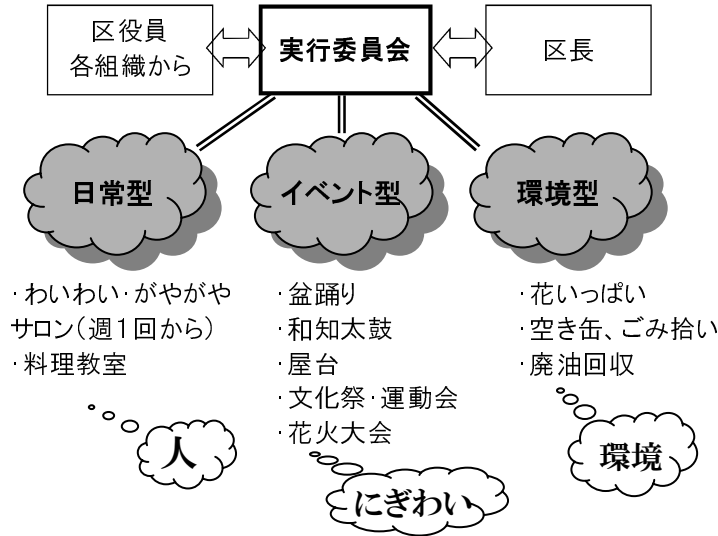 区役員
各組織から
実行委員会
区長
日常型
イベント型
環境型
・わいわい・がやがや
サロン（週１回から）
・料理教室
・盆踊り
・和知太鼓
・屋台
・文化祭・運動会
・花火大会
・花いっぱい
・空き缶、ごみ拾い
・廃油回収
人
にぎわい
環境